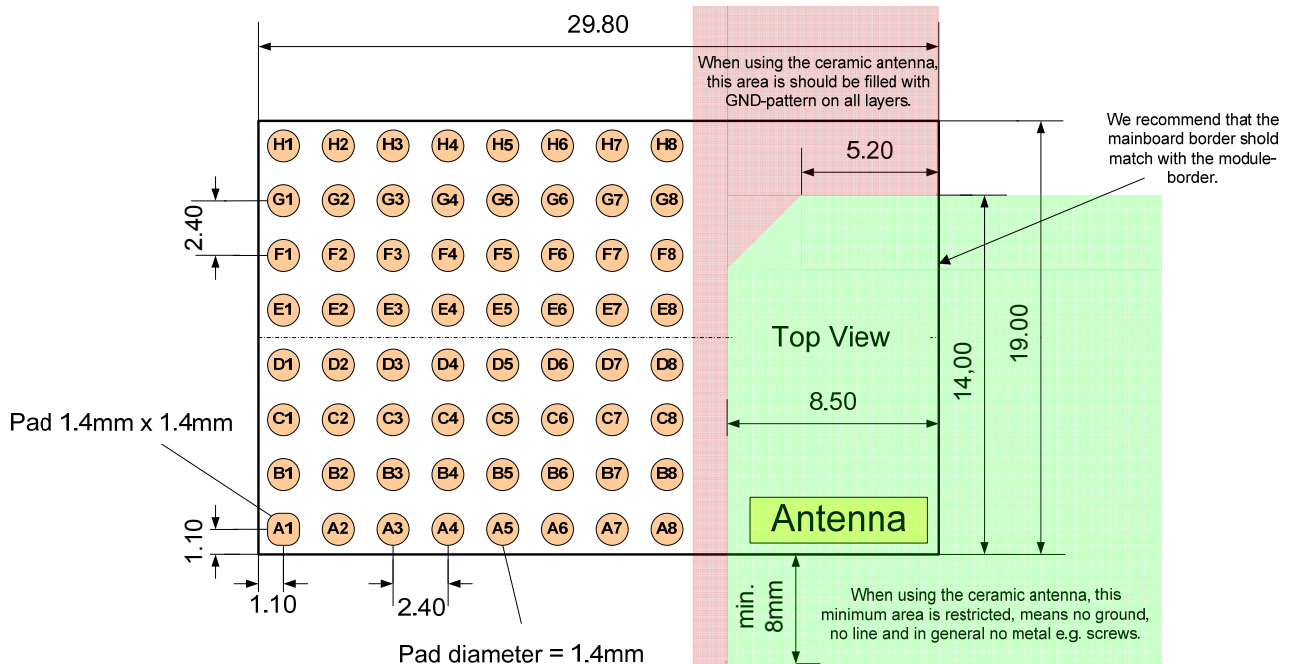 29.80
When using the ceramic antenna,
this area is should be filled with
GND-pattern on all layers.
We recommend that the
mainboard border shold
match with the module-
border.
5.20
H1 H2 H3 H4 H5 H6 H7 H8
G1 G2 G3 G4 G5 G6 G7 G8
2.40
F1 F2 F3 F4 F5 F6 F7 F8
E1 E2 E3 E4 E5 E6 E7 E8
Top View
19.00
14,00
D1 D2 D3 D4 D5 D6 D7 D8
8.50
Pad 1.4mm x 1.4mm
C1 C2 C3 C4 C5 C6 C7 C8
B1 B2 B3 B4 B5 B6 B7 B8
A1 A2 A3 A4 A5 A6 A7 A8
Antenna
1.10
1.10
2.40
min.
8mm
When using the ceramic antenna, this
minimum area is restricted, means no ground,
no line and in general no metal e.g. screws.
Pad diameter = 1.4mm